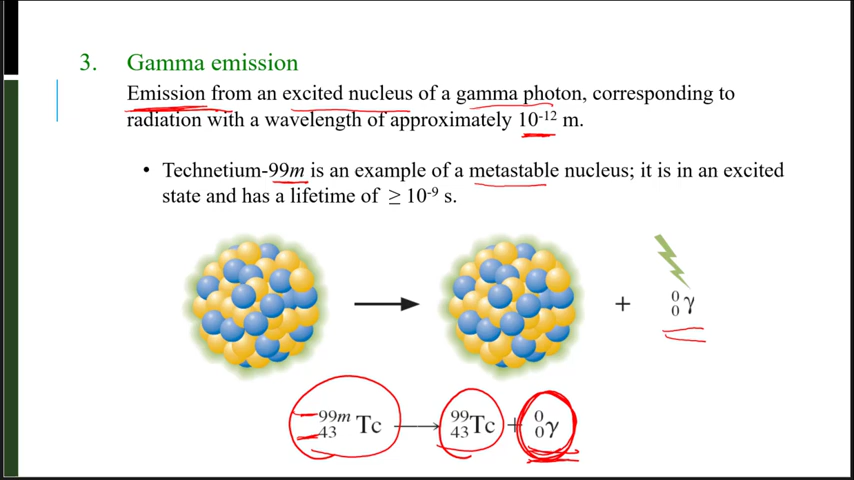 3. Gamma emission
Emission from an excited nucleus of a gamma photon, corresponding to
radiation with a wavelength of approximately 10⁻¹² m.
• Technetium-99m is an example of a metastable nucleus; it is in an excited
state and has a lifetime of ≥ 10⁻⁹ s.
+ ⁰₀γ
⁹⁹ᵐ₄₃Tc ⟶ ⁹⁹₄₃Tc + ⁰₀γ